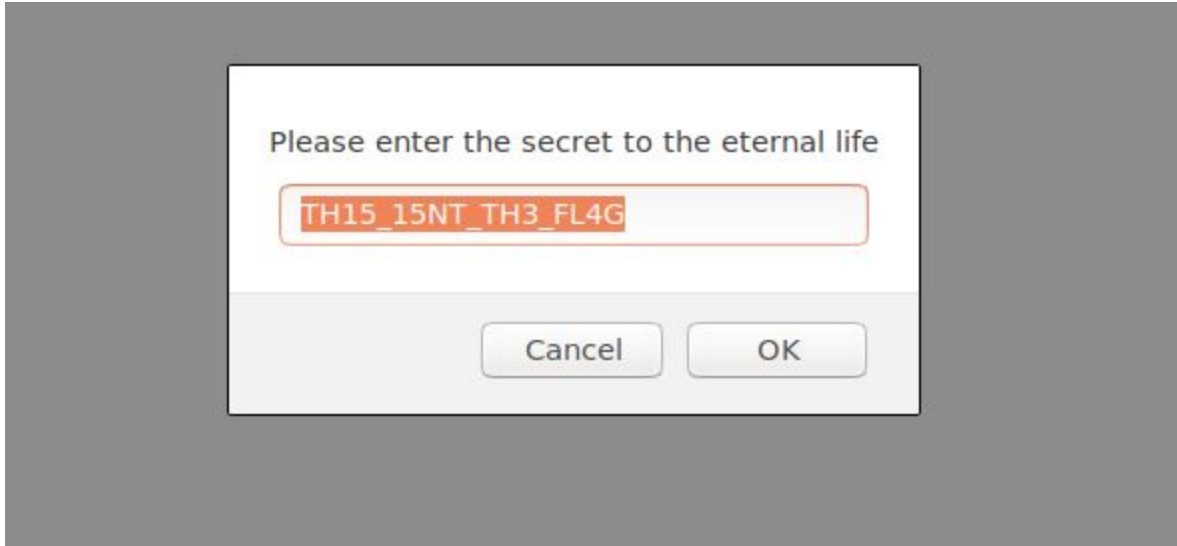 Please enter the secret to the eternal life
TH15_15NT_TH3_FL4G
Cancel OK